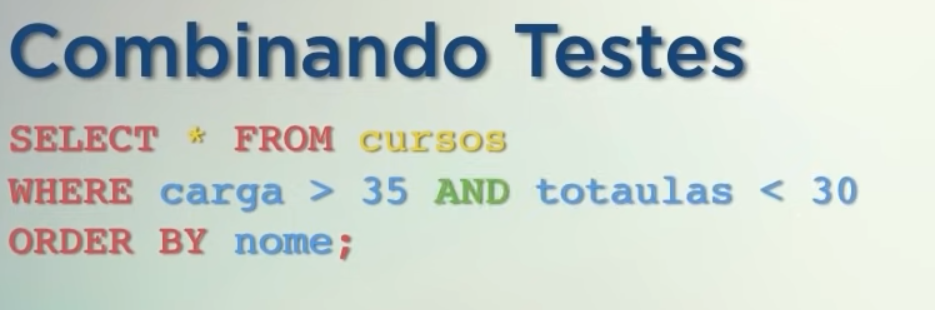 Combinando Testes
SELECT * FROM cursos
WHERE carga > 35 AND totaulas < 30
ORDER BY nome;